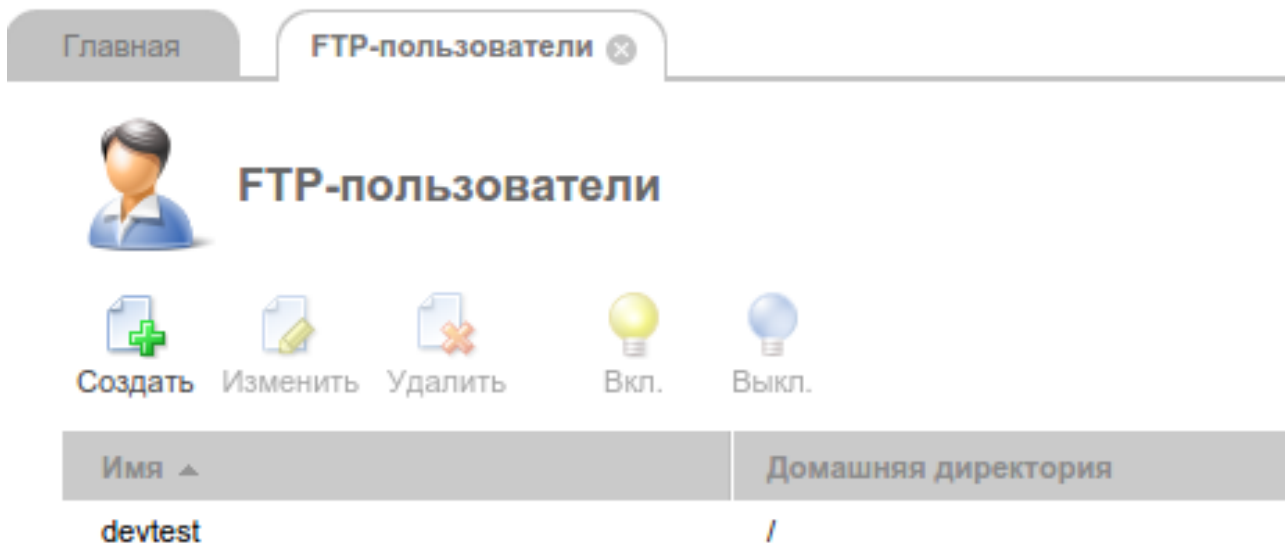 Главная FTP-пользователи
FTP-пользователи
Создать Изменить Удалить Вкл. Выкл.
Имя Домашняя директория
devtest /